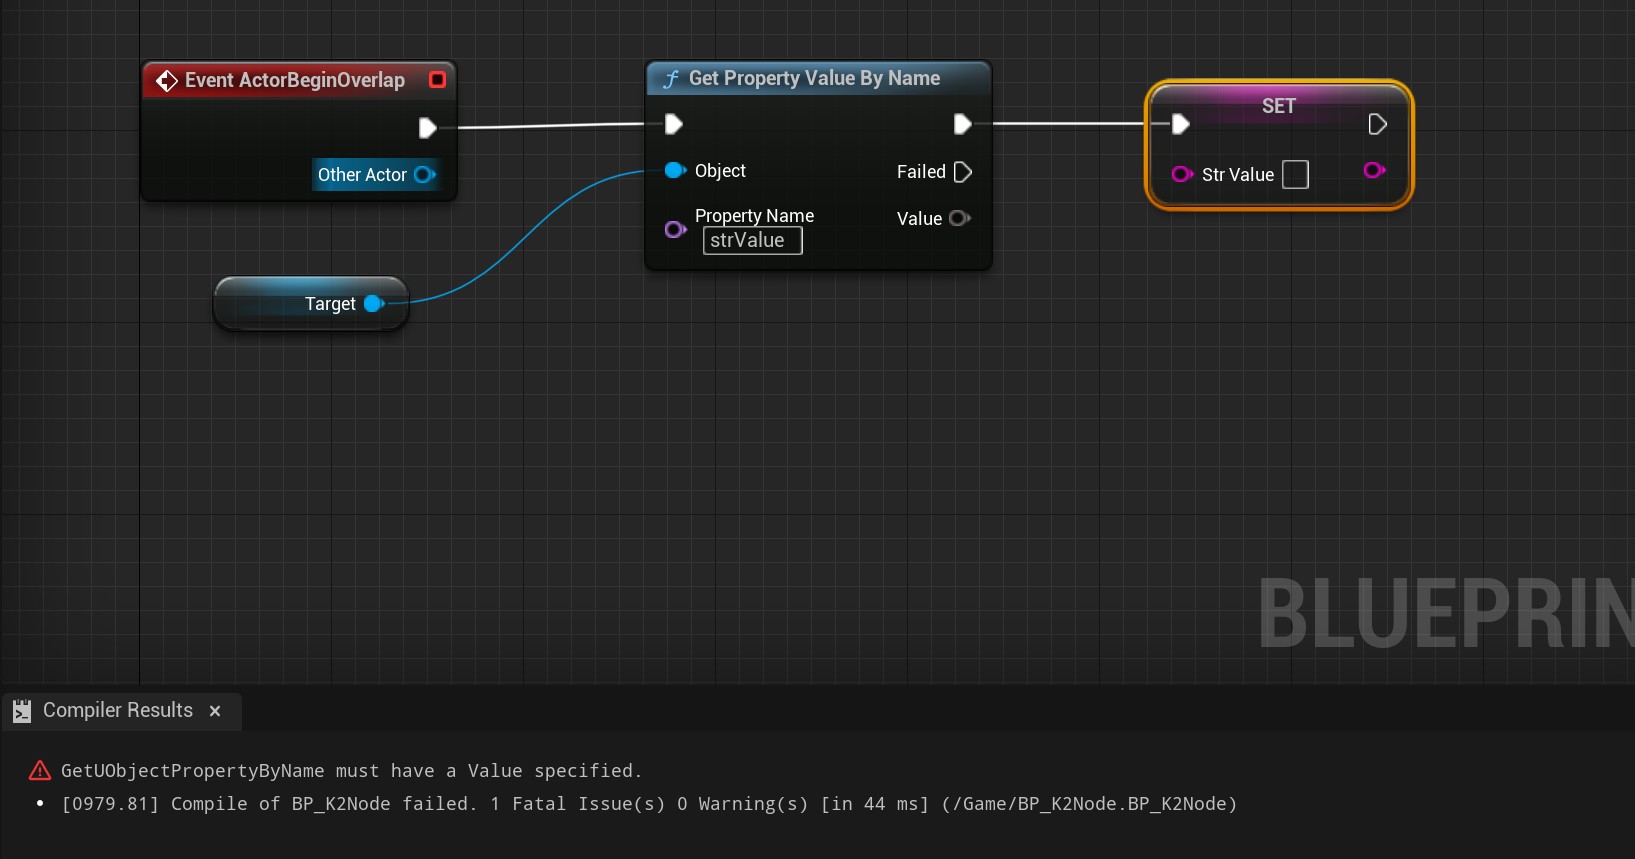 Event ActorBeginOverlap
Other Actor
Target
f Get Property Value By Name
Object
Failed
Property Name
strValue
Value
SET
Str Value
BLUEPRIN
Compiler Results ×
GetUObjectPropertyByName must have a Value specified.
• [0979.81] Compile of BP_K2Node failed. 1 Fatal Issue(s) 0 Warning(s) [in 44 ms] (/Game/BP_K2Node.BP_K2Node)